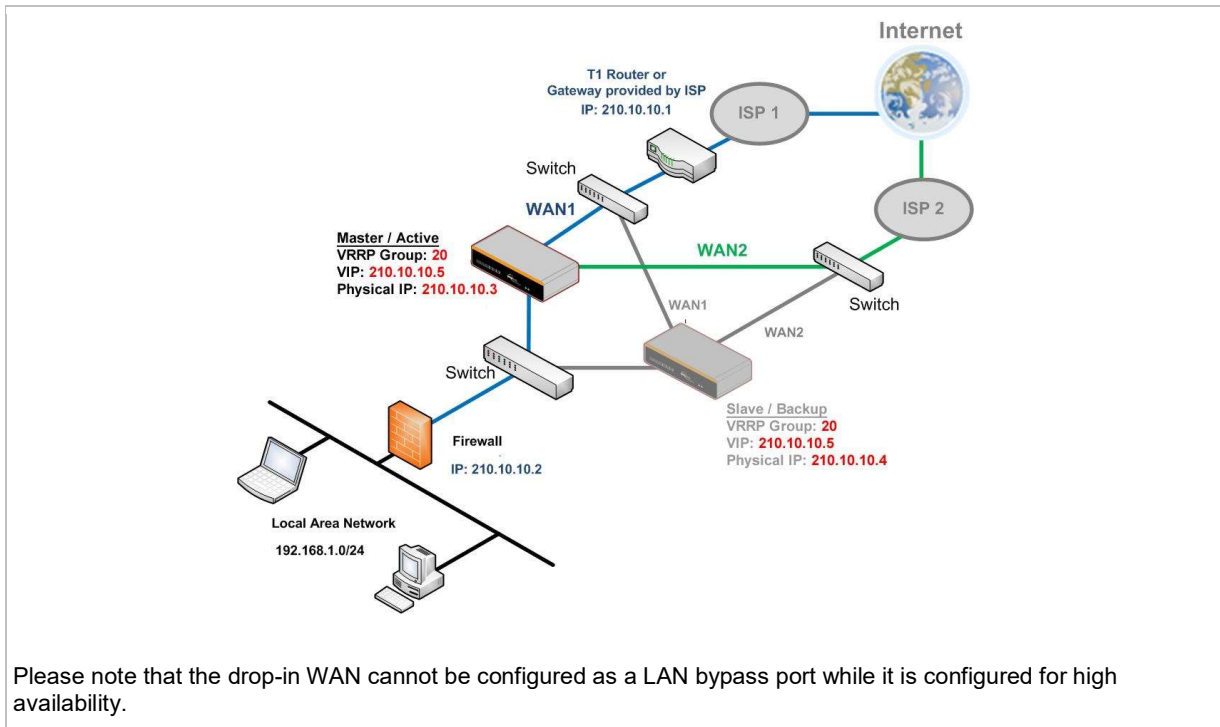 Internet
T1 Router or
Gateway provided by ISP
IP: 210.10.10.1
ISP 1
Switch
WAN1
ISP 2
Master / Active
VRRP Group: 20
VIP: 210.10.10.5
Physical IP: 210.10.10.3
WAN2
Switch
WAN1
WAN2
Switch
Slave / Backup
VRRP Group: 20
VIP: 210.10.10.5
Physical IP: 210.10.10.4
Firewall
IP: 210.10.10.2
Local Area Network
192.168.1.0/24
Please note that the drop-in WAN cannot be configured as a LAN bypass port while it is configured for high
availability.